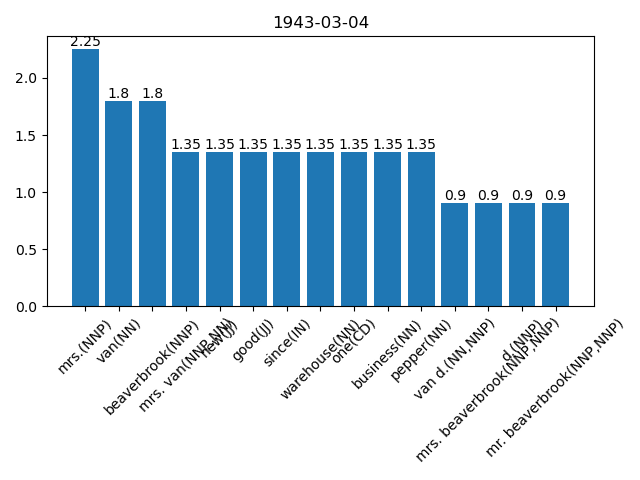 1943-03-04
2.25
1.8
1.8
1.35
1.35
1.35
1.35
1.35
1.35
1.35
1.35
0.9
0.9
0.9
0.9
2.0
1.5
1.0
0.5
0.0
mrs.(NNP)
van(NN)
beaverbrook(NNP)
mrs. van(NNP,NN)
new(JJ)
good(JJ)
since(IN)
warehouse(NN)
one(CD)
business(NN)
pepper(NN)
van d.(NN,NNP)
mrs. beaverbrook(NNP,NNP)
d.(NNP)
mr. beaverbrook(NNP,NNP)